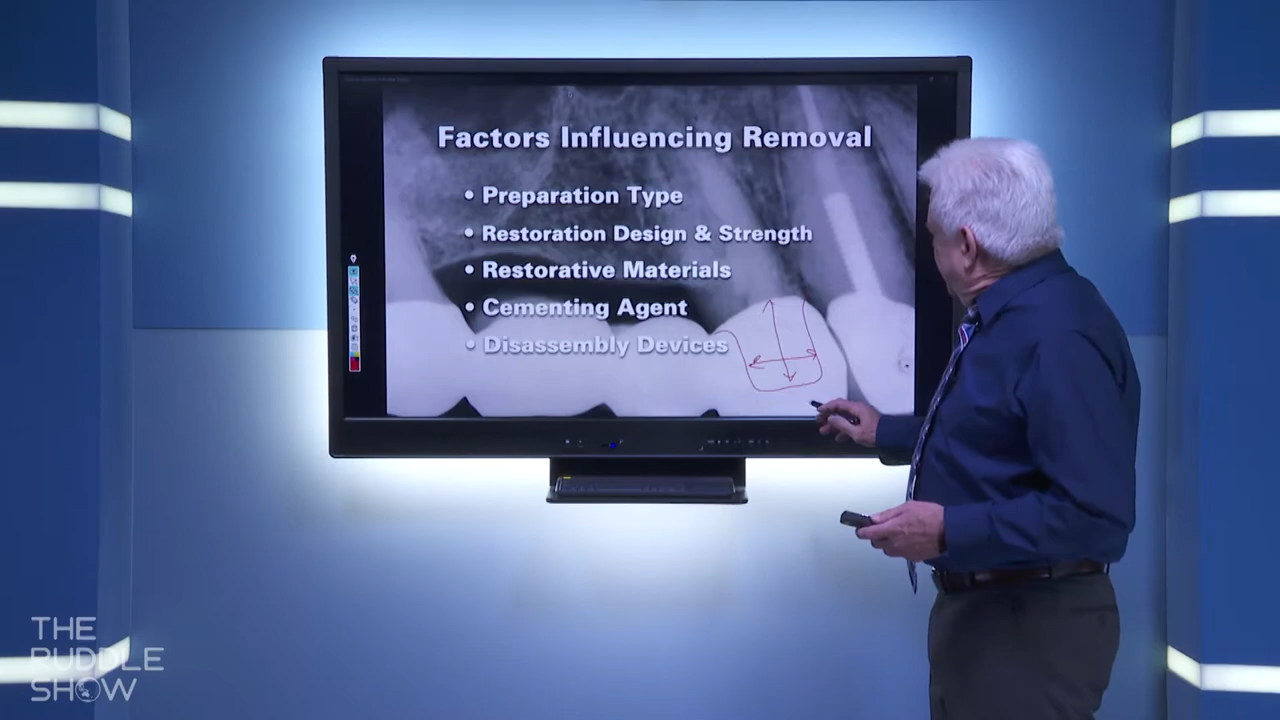 Factors Influencing Removal
• Preparation Type
• Restoration Design & Strength
• Restorative Materials
• Cementing Agent
• Disassembly Devices
THE
RUDDLE
SHOW